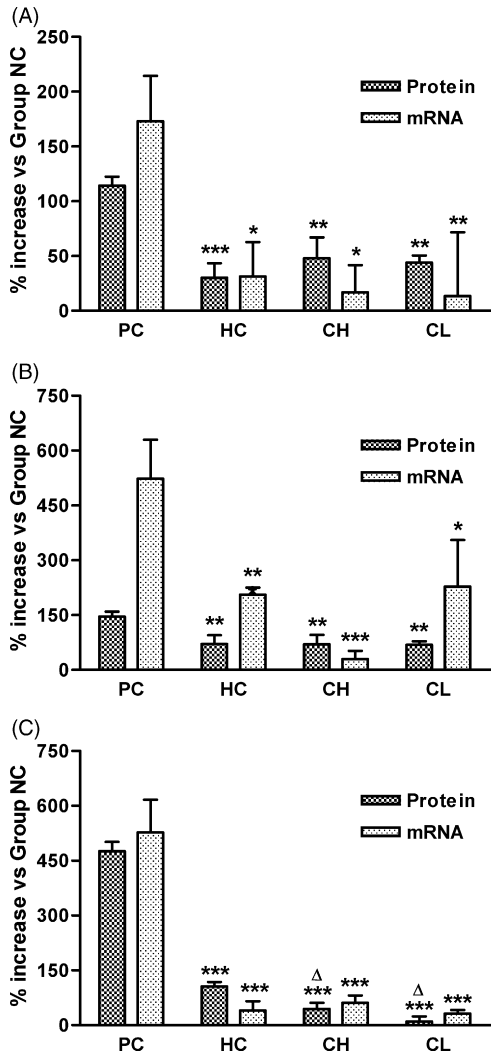 (A)
% increase vs Group NC
250
200
150
100
50
0
Protein
mRNA
*** * ** * ** **
PC HC CH CL
(B)
% increase vs Group NC
750
600
450
300
150
0
Protein
mRNA
** ** ** *** ** *
PC HC CH CL
(C)
% increase vs Group NC
750
600
450
300
150
0
Protein
mRNA
Δ Δ
*** *** *** *** *** ***
PC HC CH CL